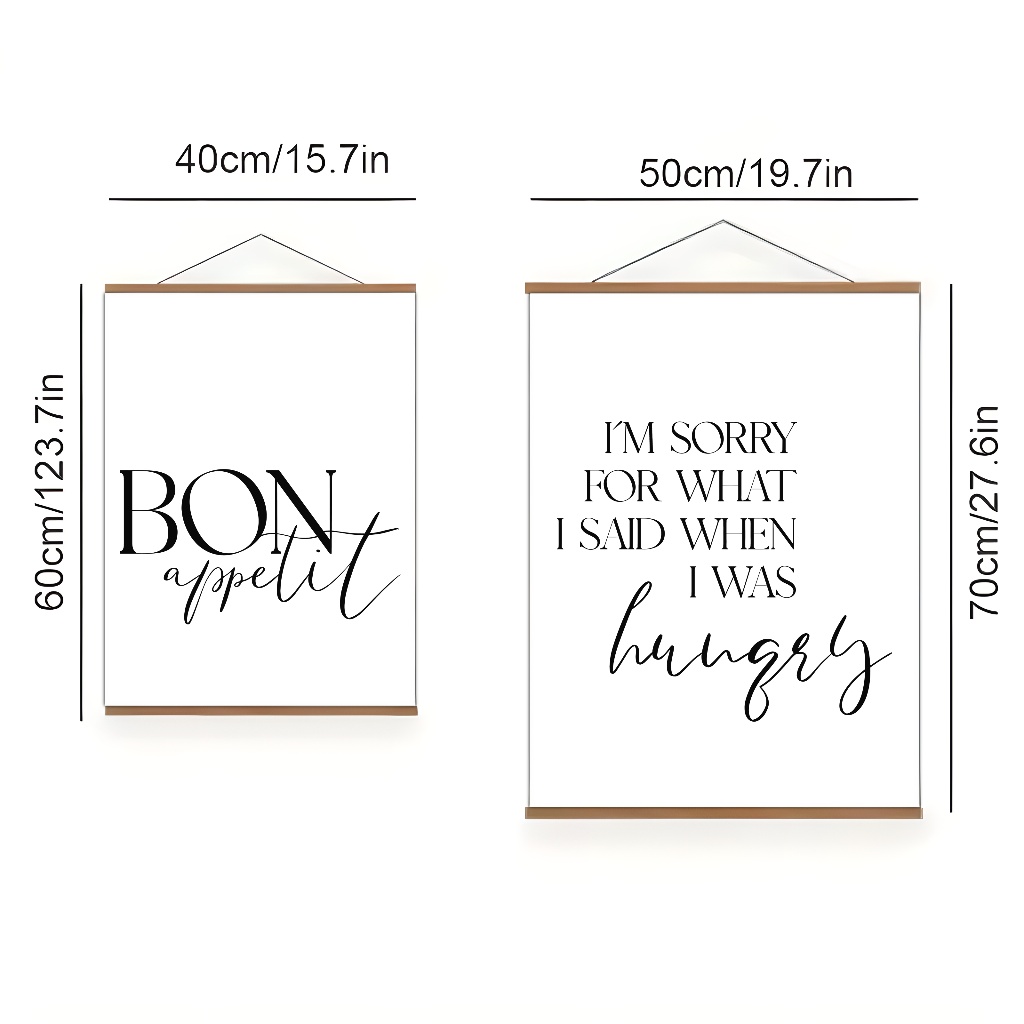 40cm/15.7in
60cm/123.7in
BON
appetit
50cm/19.7in
I'M SORRY
FOR WHAT
I SAID WHEN
I WAS
hungry
70cm/27.6in